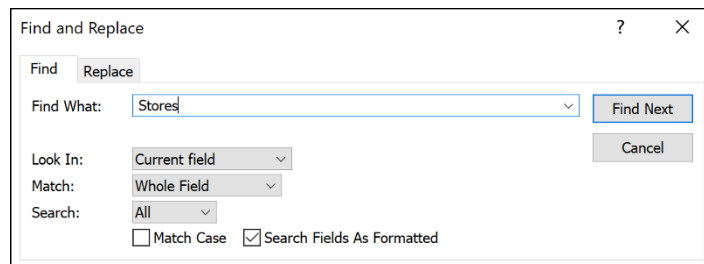 Find and Replace ?
Find Replace
Find What: Stores Find Next
Cancel
Look In: Current field
Match: Whole Field
Search: All
Match Case Search Fields As Formatted